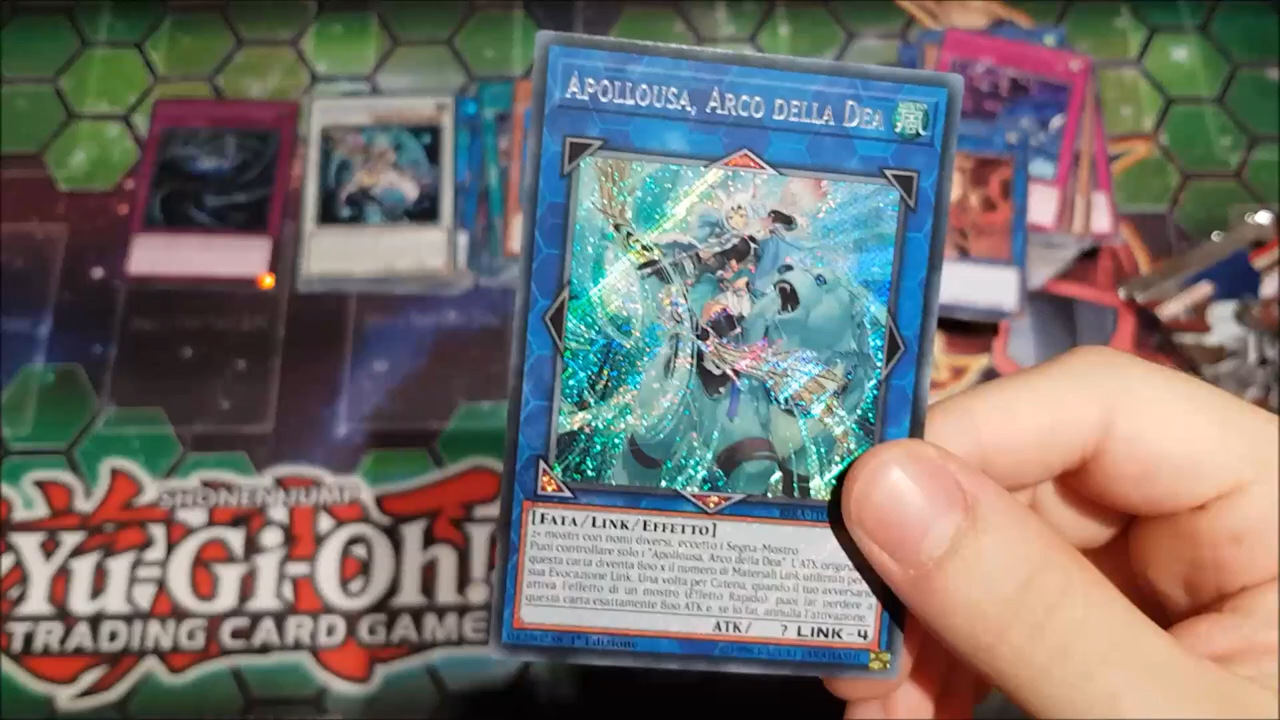 APOLLOUSA, ARCO DELLA DEA
風
[FATA/LINK/EFFETTO]
2+ mostri con nomi diversi, eccetto i Segna-Mostro
Puoi controllare solo 1 "Apollousa, Arco della Dea". L'ATK
questa carta diventa 800 x il numero di Materiali Link utilizzati per
sua Evocazione Link. Una volta per Catena, quando il tuo avversario
attiva l'effetto di un mostro (Effetto Rapido): puoi far perdere a
questa carta esattamente 800 ATK e, se lo fai, annulla l'attivazione.
ATK/ ? LINK-4
1ª Edizione
©1996 KAZUKI TAKAHASHI
SHONEN JUMP
Yu-Gi-Oh!
TRADING CARD GAME